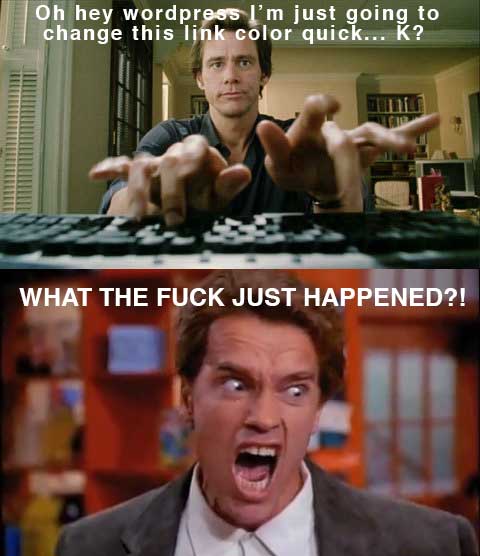 Oh hey wordpress I'm just going to
change this link color quick... K?
WHAT THE FUCK JUST HAPPENED?!